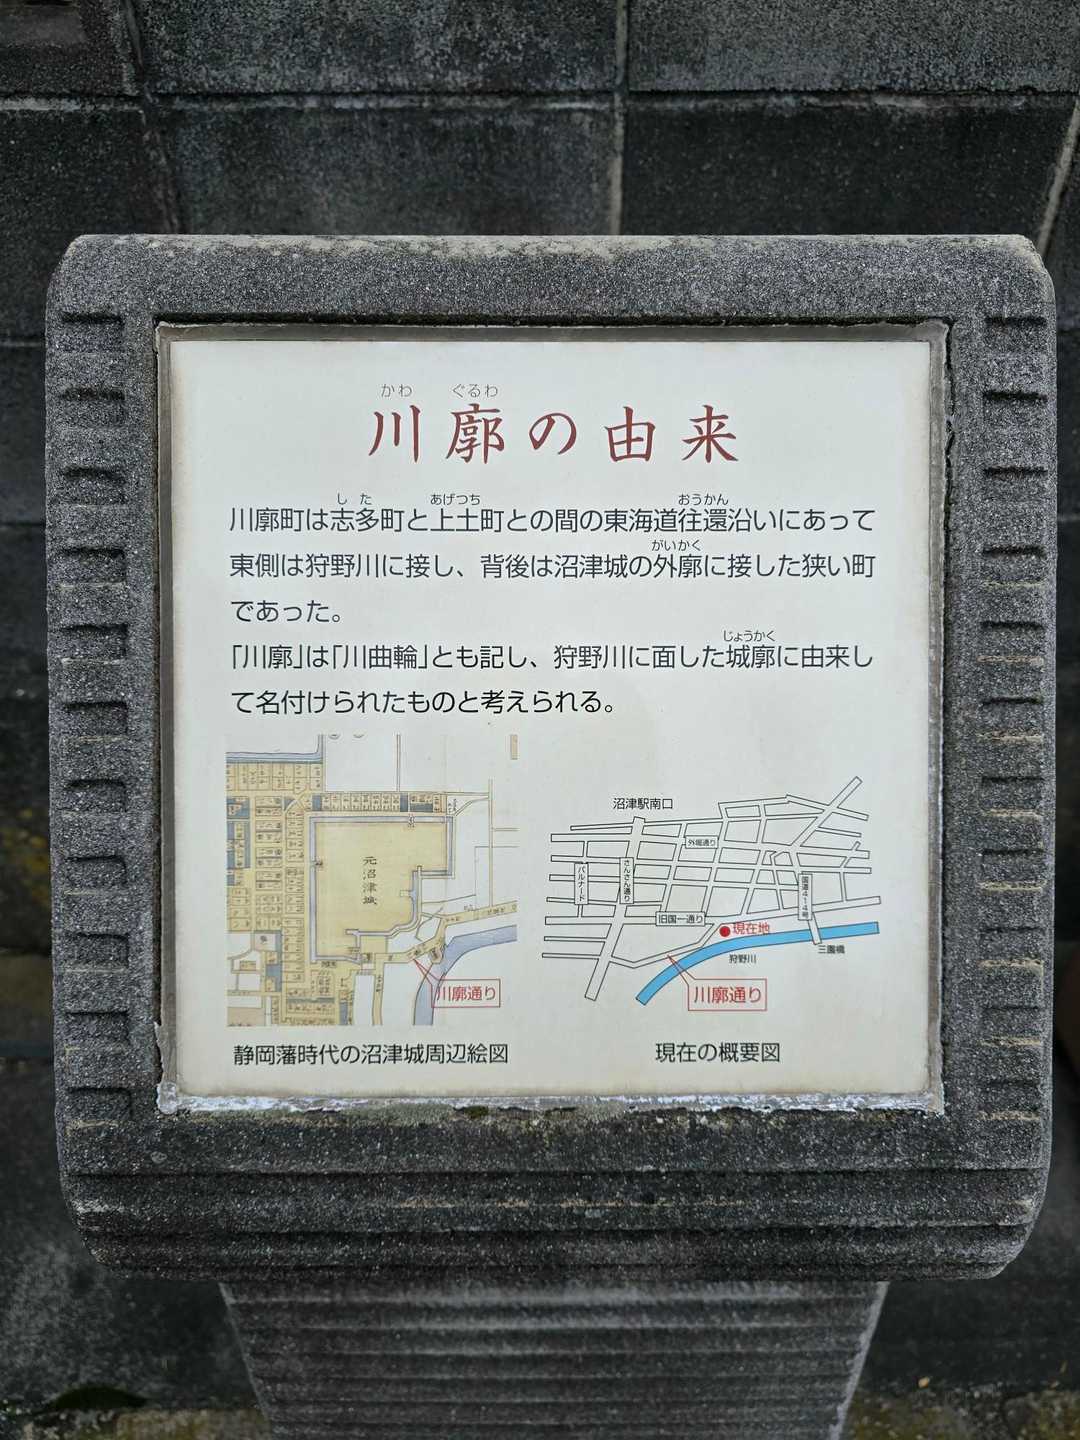 かわ ぐるわ
川廓の由来
した あげつち おうかん
川廓町は志多町と上土町との間の東海道往還沿いにあって
がいかく
東側は狩野川に接し、背後は沼津城の外廓に接した狭い町
であった。
じょうかく
「川廓」は「川曲輪」とも記し、狩野川に面した城廓に由来し
て名付けられたものと考えられる。
元沼津城
川廓通り
静岡藩時代の沼津城周辺絵図
沼津駅南口
外堀通り
パルナード
さんさん通り
国道414号
旧国一通り
現在地
三園橋
狩野川
川廓通り
現在の概要図